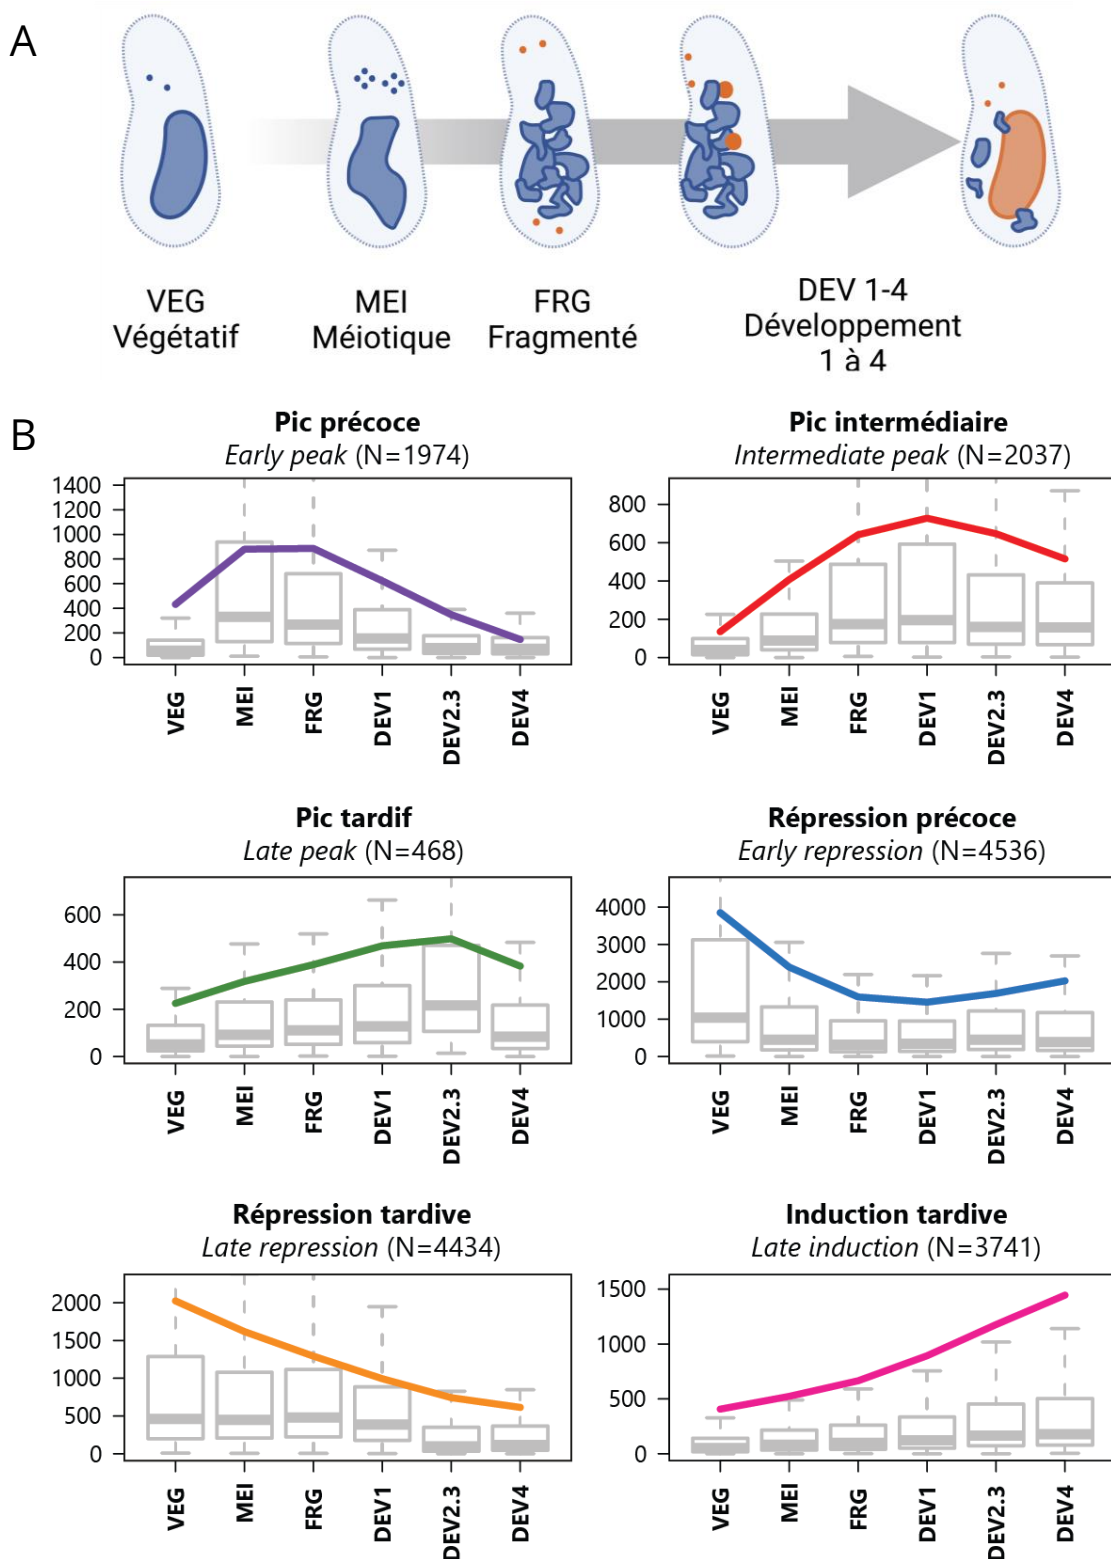 A
VEG
Végétatif
MEI
Méiotique
FRG
Fragmenté
DEV 1-4
Développement
1 à 4
B
Pic précoce
Early peak (N=1974)
1400
1200
1000
800
600
400
200
0
VEG
MEI
FRG
DEV1
DEV2.3
DEV4
Pic intermédiaire
Intermediate peak (N=2037)
800
600
400
200
0
VEG
MEI
FRG
DEV1
DEV2.3
DEV4
Pic tardif
Late peak (N=468)
600
400
200
0
VEG
MEI
FRG
DEV1
DEV2.3
DEV4
Répression précoce
Early repression (N=4536)
4000
3000
2000
1000
0
VEG
MEI
FRG
DEV1
DEV2.3
DEV4
Répression tardive
Late repression (N=4434)
2000
1500
1000
500
0
VEG
MEI
FRG
DEV1
DEV2.3
DEV4
Induction tardive
Late induction (N=3741)
1500
1000
500
0
VEG
MEI
FRG
DEV1
DEV2.3
DEV4